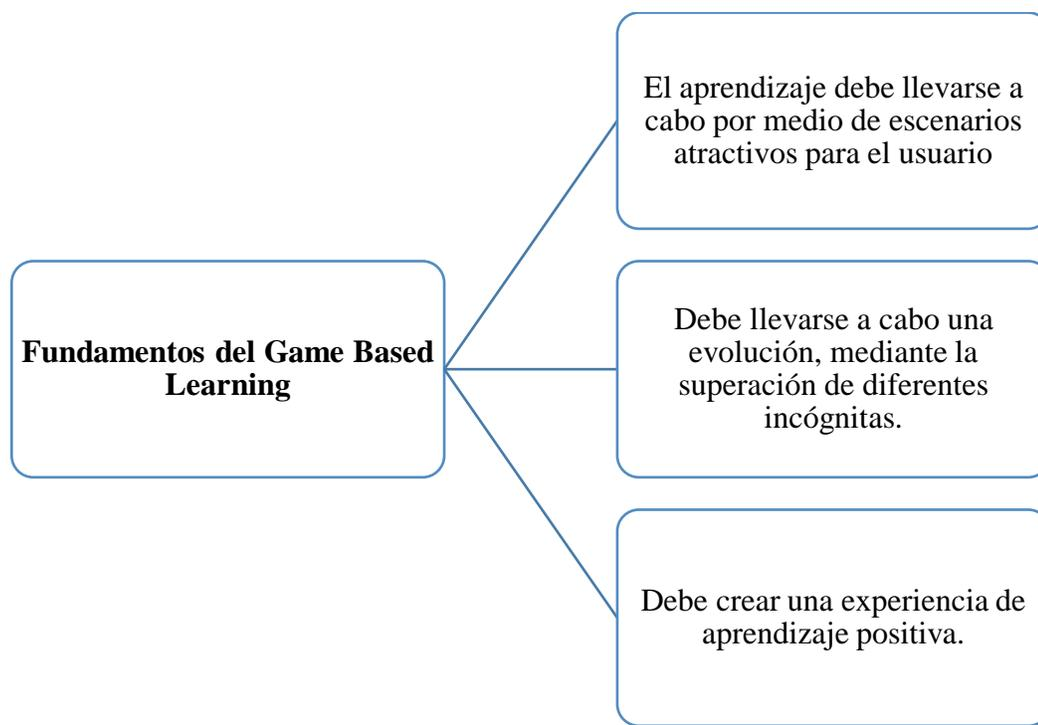 Fundamentos del Game Based
Learning
El aprendizaje debe llevarse a
cabo por medio de escenarios
atractivos para el usuario
Debe llevarse a cabo una
evolución, mediante la
superación de diferentes
incógnitas.
Debe crear una experiencia de
aprendizaje positiva.